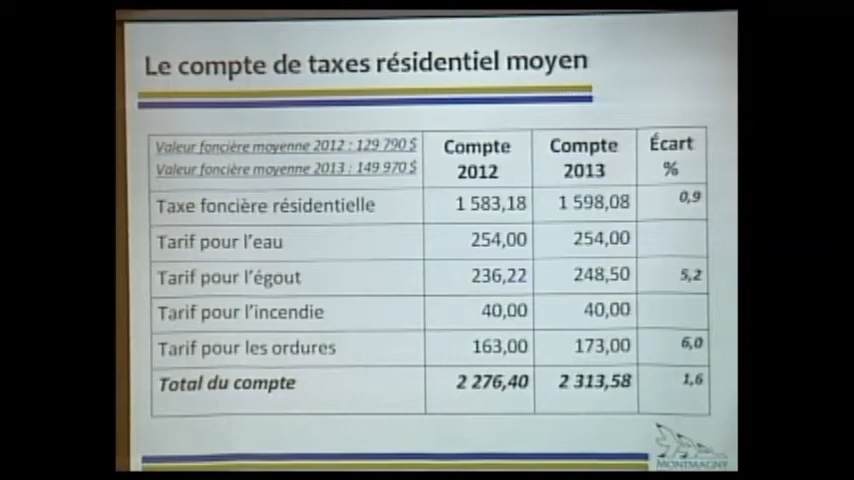 Le compte de taxes résidentiel moyen
Valeur foncière moyenne 2012 : 129 790 $
Valeur foncière moyenne 2013 : 149 970 $
Compte 2012
Compte 2013
Écart %
Taxe foncière résidentielle 1 583,18 1 598,08 0,9
Tarif pour l'eau 254,00 254,00
Tarif pour l'égout 236,22 248,50 5,2
Tarif pour l'incendie 40,00 40,00
Tarif pour les ordures 163,00 173,00 6,0
Total du compte 2 276,40 2 313,58 1,6
MONTMAGNY